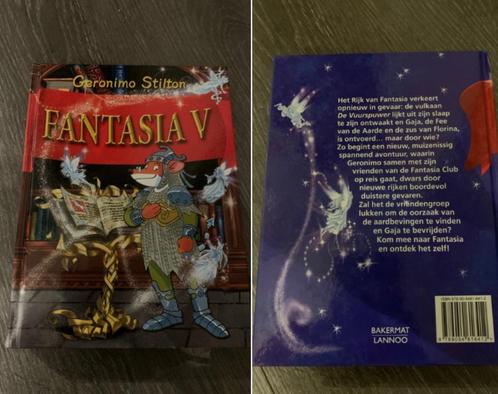 Geronimo Stilton
FANTASIA V
Het Rijk van Fantasia verkeert
opnieuw in gevaar: de vulkaan
De Vuurspuwer lijkt uit zijn slaap
te zijn ontwaakt en Gaja, de Fee
van de Aarde en de zus van Florina,
is ontvoerd... maar door wie?
Zo begint een nieuw, muizenissig
spannend avontuur, waarin
Geronimo samen met zijn
vrienden van de Fantasia Club
op reis gaat, dwars door
nieuwe rijken boordevol
duistere gevaren.
Zal het de vriendengroep
lukken om de oorzaak van
de aardbevingen te vinden
en Gaja te bevrijden?
Kom mee naar Fantasia
en ontdek het zelf!
BAKERMAT
LANNOO